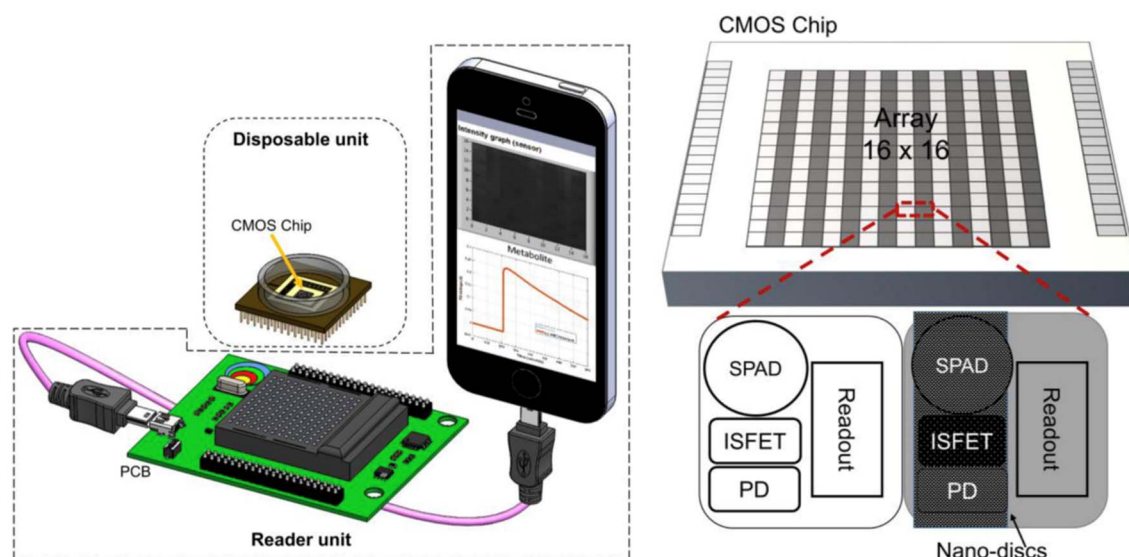 Disposable unit
CMOS Chip
Intensity graph (sensor)
Metabolite
PCB
Reader unit
CMOS Chip
Array
16 x 16
SPAD
ISFET
PD
Readout
SPAD
ISFET
PD
Readout
Nano-discs